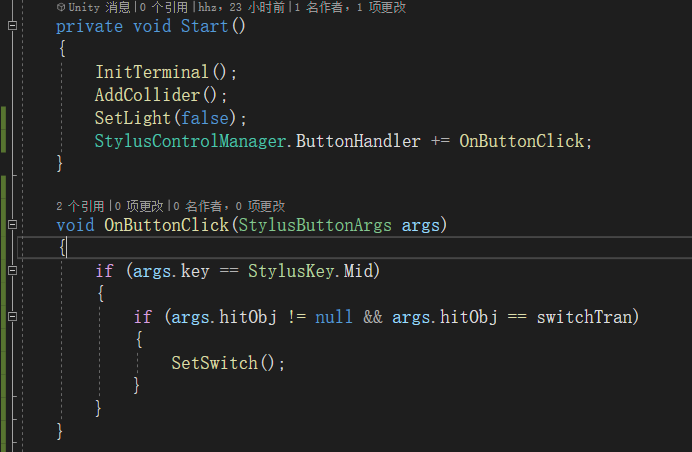 Unity 消息|0 个引用|hhz，23 小时前|1 名作者，1 项更改
private void Start()
{
InitTerminal();
AddCollider();
SetLight(false);
StylusControlManager.ButtonHandler += OnButtonClick;
}
2 个引用|0 项更改|0 名作者，0 项更改
void OnButtonClick(StylusButtonArgs args)
{
if (args.key == StylusKey.Mid)
{
if (args.hitObj != null && args.hitObj == switchTran)
{
SetSwitch();
}
}
}